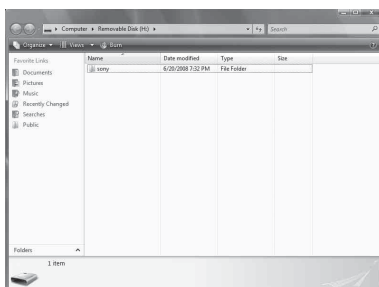 Computer ▸ Removable Disk (H:) ▸
Search
Organize Views Burn
Favorite Links
Documents
Pictures
Music
Recently Changed
Searches
Public
Folders
Name Date modified Type Size
sony 6/20/2008 7:32 PM File Folder
1 item